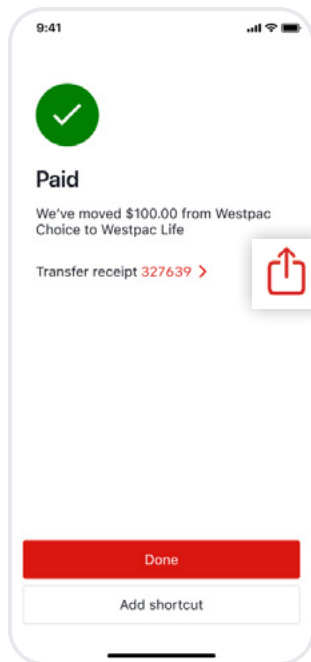 9:41
Paid
We've moved $100.00 from Westpac
Choice to Westpac Life
Transfer receipt 327639 >
Done
Add shortcut